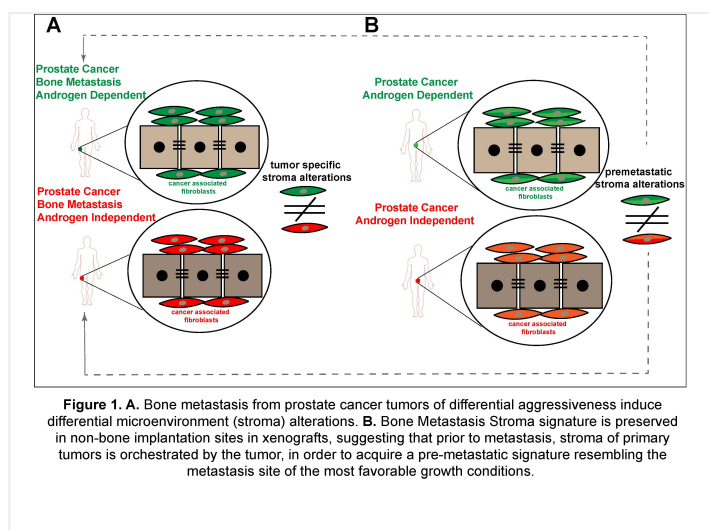 A
B
Prostate Cancer
Bone Metastasis
Androgen Dependent
cancer associated
fibroblasts
Prostate Cancer
Bone Metastasis
Androgen Independent
cancer associated
fibroblasts
tumor specific
stroma alterations
Prostate Cancer
Androgen Dependent
cancer associated
fibroblasts
Prostate Cancer
Androgen Independent
cancer associated
fibroblasts
premetastatic
stroma alterations
Figure 1. A. Bone metastasis from prostate cancer tumors of differential aggressiveness induce
differential microenvironment (stroma) alterations. B. Bone Metastasis Stroma signature is preserved
in non-bone implantation sites in xenografts, suggesting that prior to metastasis, stroma of primary
tumors is orchestrated by the tumor, in order to acquire a pre-metastatic signature resembling the
metastasis site of the most favorable growth conditions.